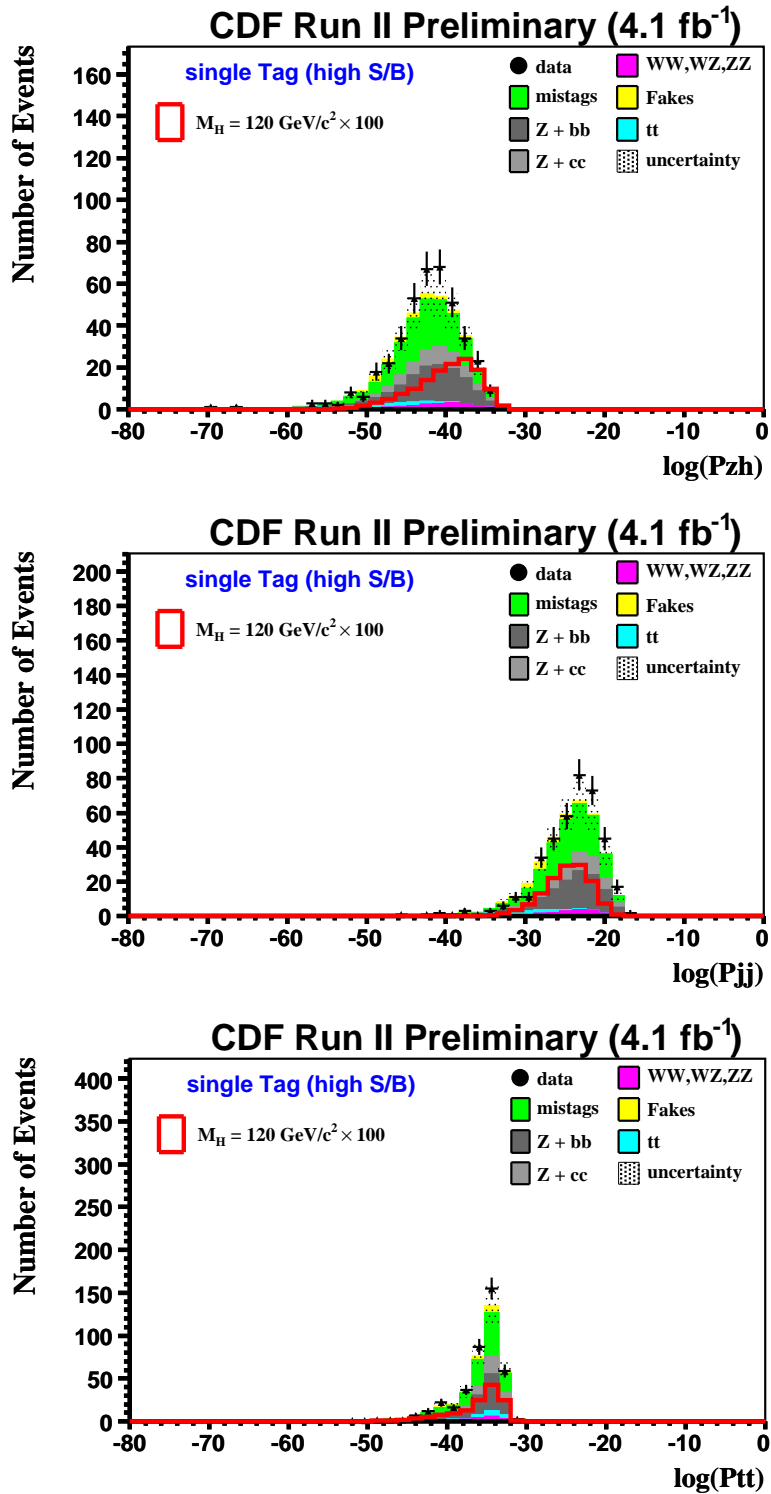 CDF Run II Preliminary (4.1 fb⁻¹)
single Tag (high S/B)
M_H = 120 GeV/c² × 100
data
mistags
Z + bb
Z + cc
WW,WZ,ZZ
Fakes
tt
uncertainty
Number of Events
160
140
120
100
80
60
40
20
0
-80 -70 -60 -50 -40 -30 -20 -10 0
log(Pzh)
CDF Run II Preliminary (4.1 fb⁻¹)
single Tag (high S/B)
M_H = 120 GeV/c² × 100
data
mistags
Z + bb
Z + cc
WW,WZ,ZZ
Fakes
tt
uncertainty
Number of Events
200
180
160
140
120
100
80
60
40
20
0
-80 -70 -60 -50 -40 -30 -20 -10 0
log(Pjj)
CDF Run II Preliminary (4.1 fb⁻¹)
single Tag (high S/B)
M_H = 120 GeV/c² × 100
data
mistags
Z + bb
Z + cc
WW,WZ,ZZ
Fakes
tt
uncertainty
Number of Events
400
350
300
250
200
150
100
50
0
-80 -70 -60 -50 -40 -30 -20 -10 0
log(Ptt)